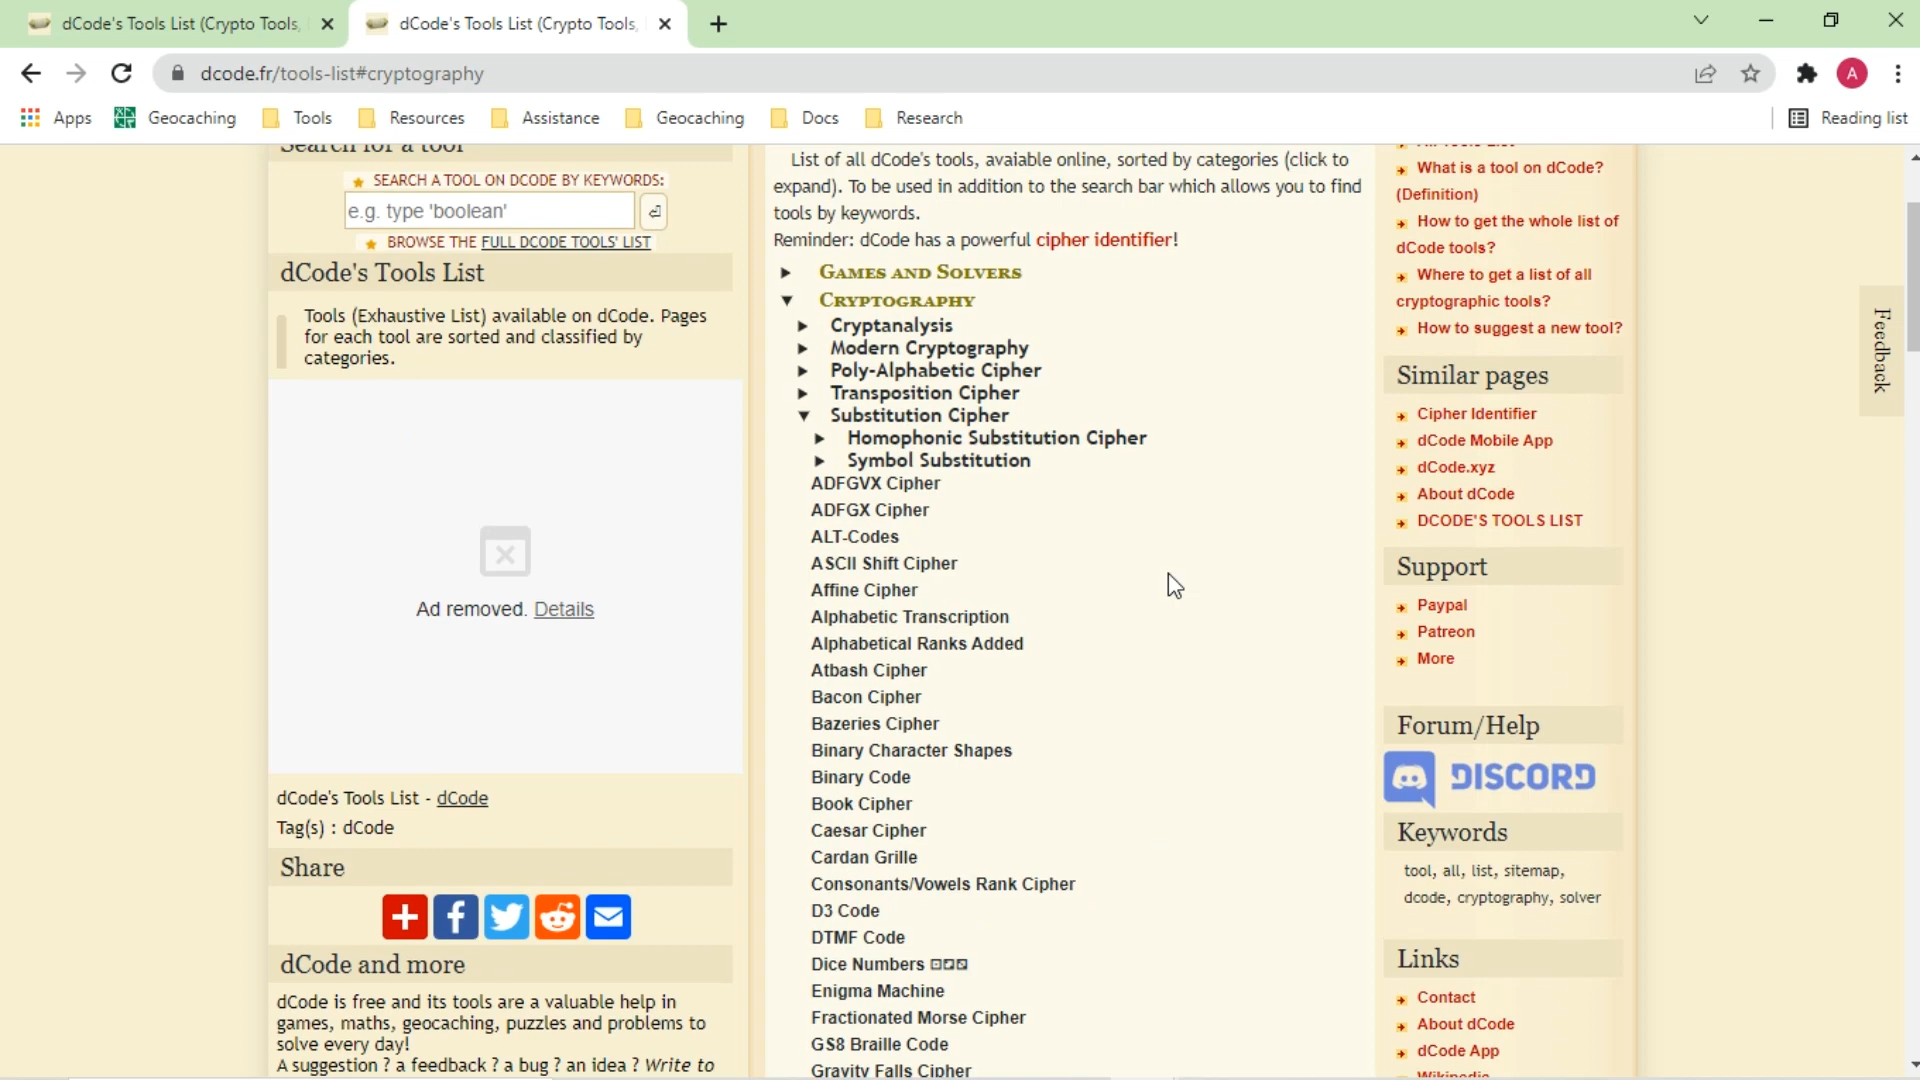 dCode's Tools List (Crypto Tools,
dCode's Tools List (Crypto Tools,
dcode.fr/tools-list#cryptography
A
Apps
Geocaching
Tools
Resources
Assistance
Geocaching
Docs
Research
Reading list
Search for a tool
SEARCH A TOOL ON DCODE BY KEYWORDS:
e.g. type 'boolean'
BROWSE THE FULL DCODE TOOLS' LIST
dCode's Tools List
Tools (Exhaustive List) available on dCode. Pages
for each tool are sorted and classified by
categories.
Ad removed. Details
dCode's Tools List - dCode
Tag(s) : dCode
Share
dCode and more
dCode is free and its tools are a valuable help in
games, maths, geocaching, puzzles and problems to
solve every day!
A suggestion ? a feedback ? a bug ? an idea ? Write to
List of all dCode's tools, avaiable online, sorted by categories (click to
expand). To be used in addition to the search bar which allows you to find
tools by keywords.
Reminder: dCode has a powerful cipher identifier!
GAMES AND SOLVERS
CRYPTOGRAPHY
Cryptanalysis
Modern Cryptography
Poly-Alphabetic Cipher
Transposition Cipher
Substitution Cipher
Homophonic Substitution Cipher
Symbol Substitution
ADFGVX Cipher
ADFGX Cipher
ALT-Codes
ASCII Shift Cipher
Affine Cipher
Alphabetic Transcription
Alphabetical Ranks Added
Atbash Cipher
Bacon Cipher
Bazeries Cipher
Binary Character Shapes
Binary Code
Book Cipher
Caesar Cipher
Cardan Grille
Consonants/Vowels Rank Cipher
D3 Code
DTMF Code
Dice Numbers ⚀⚁⚂
Enigma Machine
Fractionated Morse Cipher
GS8 Braille Code
Gravity Falls Cipher
What is a tool on dCode?
(Definition)
How to get the whole list of
dCode tools?
Where to get a list of all
cryptographic tools?
How to suggest a new tool?
Similar pages
Cipher Identifier
dCode Mobile App
dCode.xyz
About dCode
DCODE'S TOOLS LIST
Support
Paypal
Patreon
More
Forum/Help
DISCORD
Keywords
tool, all, list, sitemap,
dcode, cryptography, solver
Links
Contact
About dCode
dCode App
Wikipedia
Feedback